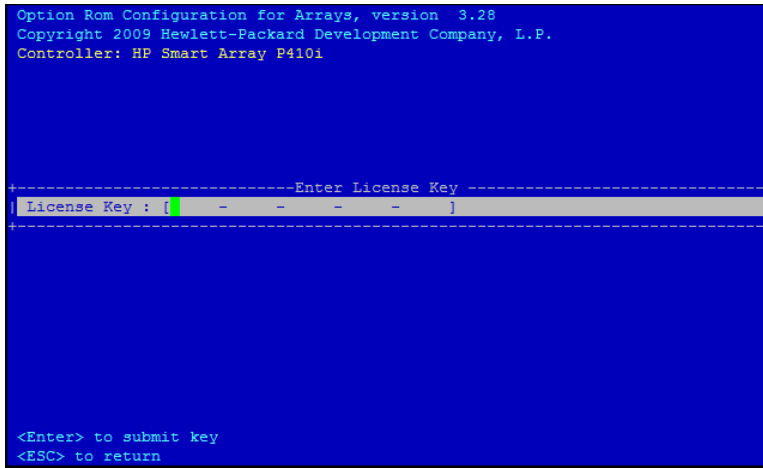 Option Rom Configuration for Arrays, version  3.28
Copyright 2009 Hewlett-Packard Development Company, L.P.
Controller: HP Smart Array P410i
+-----------------------------Enter License Key -------------------------------
| License Key : [     -     -     -     -     ]
+------------------------------------------------------------------------------
<Enter> to submit key
<ESC> to return